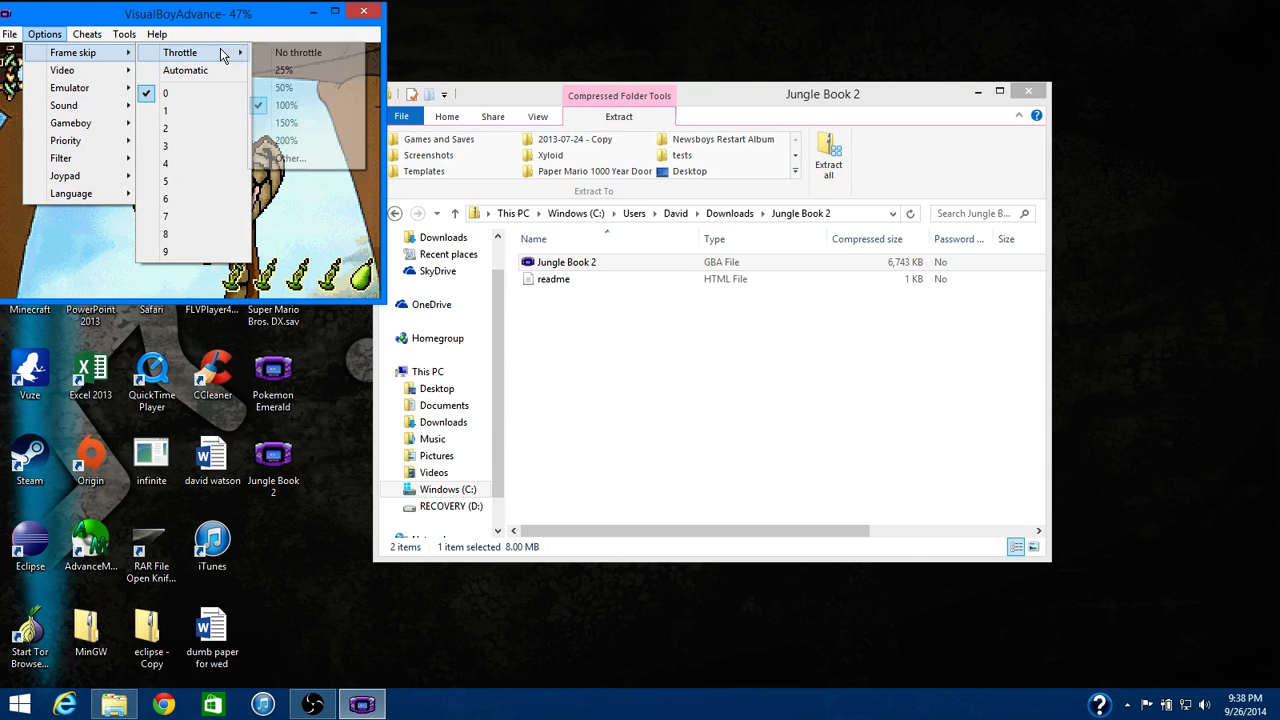 VisualBoyAdvance- 47%
File Options Cheats Tools Help
Frame skip
Video
Emulator
Sound
Gameboy
Priority
Filter
Joypad
Language
Throttle
Automatic
0
1
2
3
4
5
6
7
8
9
No throttle
25%
50%
100%
150%
200%
Other...
Compressed Folder Tools
Jungle Book 2
File Home Share View Extract
Games and Saves
2013-07-24 - Copy
Newsboys Restart Album
Screenshots
Xyloid
tests
Templates
Paper Mario 1000 Year Door
Desktop
Extract To
Extract all
This PC Windows (C:) Users David Downloads Jungle Book 2
Search Jungle B...
Name Type Compressed size Password ... Size
Jungle Book 2 GBA File 6,743 KB No
readme HTML File 1 KB No
Downloads
Recent places
SkyDrive
OneDrive
Homegroup
This PC
Desktop
Documents
Downloads
Music
Pictures
Videos
Windows (C:)
RECOVERY (D:)
2 items 1 item selected 8.00 MB
Minecraft
PowerPoint 2013
Safari
FLVPlayer4...
Super Mario Bros. DX.sav
Vuze
Excel 2013
QuickTime Player
CCleaner
Pokemon Emerald
Steam
Origin
infinite
david watson
Jungle Book 2
Eclipse
AdvanceM...
RAR File Open Knif...
iTunes
Start Tor Browse...
MinGW
eclipse - Copy
dumb paper for wed
9:38 PM
9/26/2014